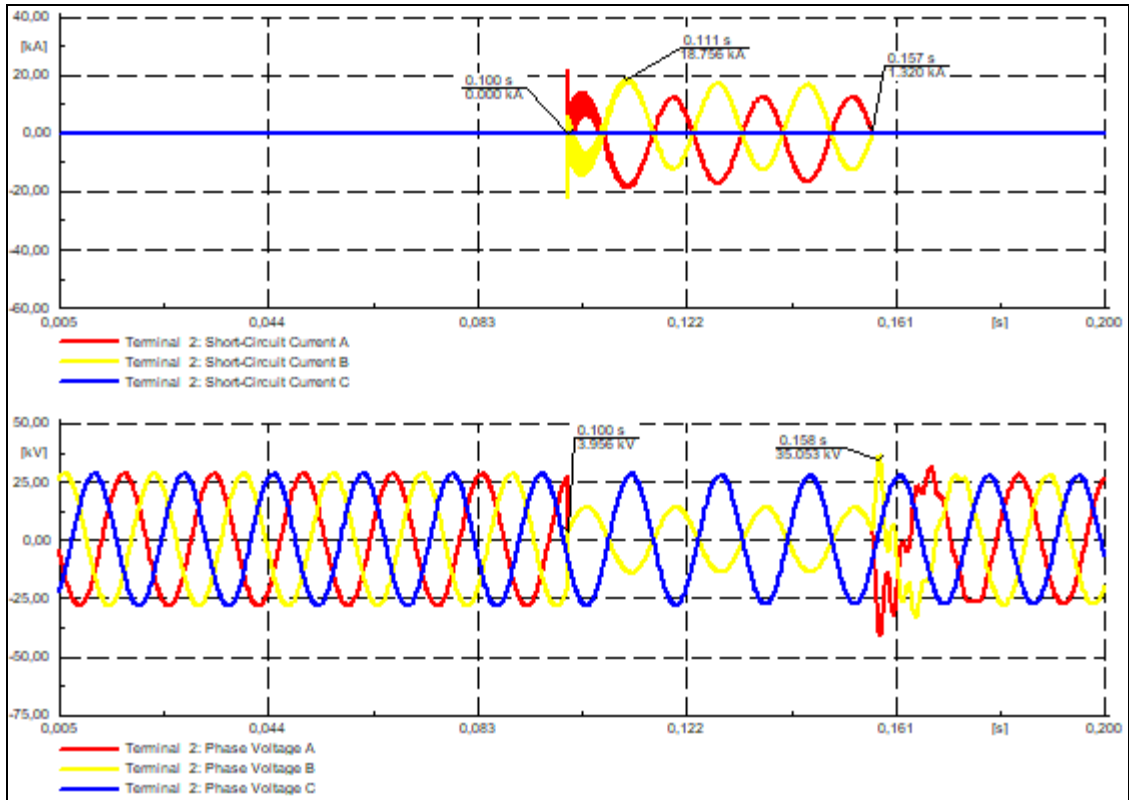 40,00
[kA]
20,00
0,00
-20,00
-40,00
-60,00
0.100 s
0.000 kA
0.111 s
18.756 kA
0.157 s
1.320 kA
0,005 0,044 0,083 0,122 0,161 [s] 0,200
Terminal 2: Short-Circuit Current A
Terminal 2: Short-Circuit Current B
Terminal 2: Short-Circuit Current C
50,00
[kV]
25,00
0,00
-25,00
-50,00
-75,00
0.100 s
3.956 kV
0.158 s
35.053 kV
0,005 0,044 0,083 0,122 0,161 [s] 0,200
Terminal 2: Phase Voltage A
Terminal 2: Phase Voltage B
Terminal 2: Phase Voltage C